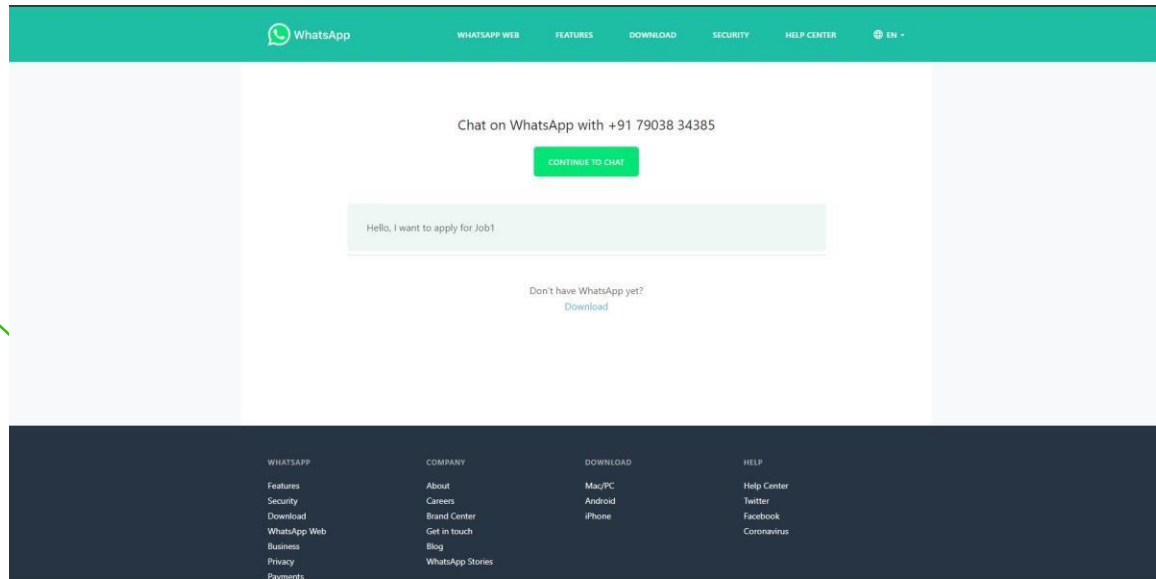 WhatsApp
WHATSAPP WEB FEATURES DOWNLOAD SECURITY HELP CENTER EN
Chat on WhatsApp with +91 79038 34385
CONTINUE TO CHAT
Hello, I want to apply for Job1
Don't have WhatsApp yet?
Download
WHATSAPP
Features
Security
Download
WhatsApp Web
Business
Privacy
Payments
COMPANY
About
Careers
Brand Center
Get in touch
Blog
WhatsApp Stories
DOWNLOAD
Mac/PC
Android
iPhone
HELP
Help Center
Twitter
Facebook
Coronavirus